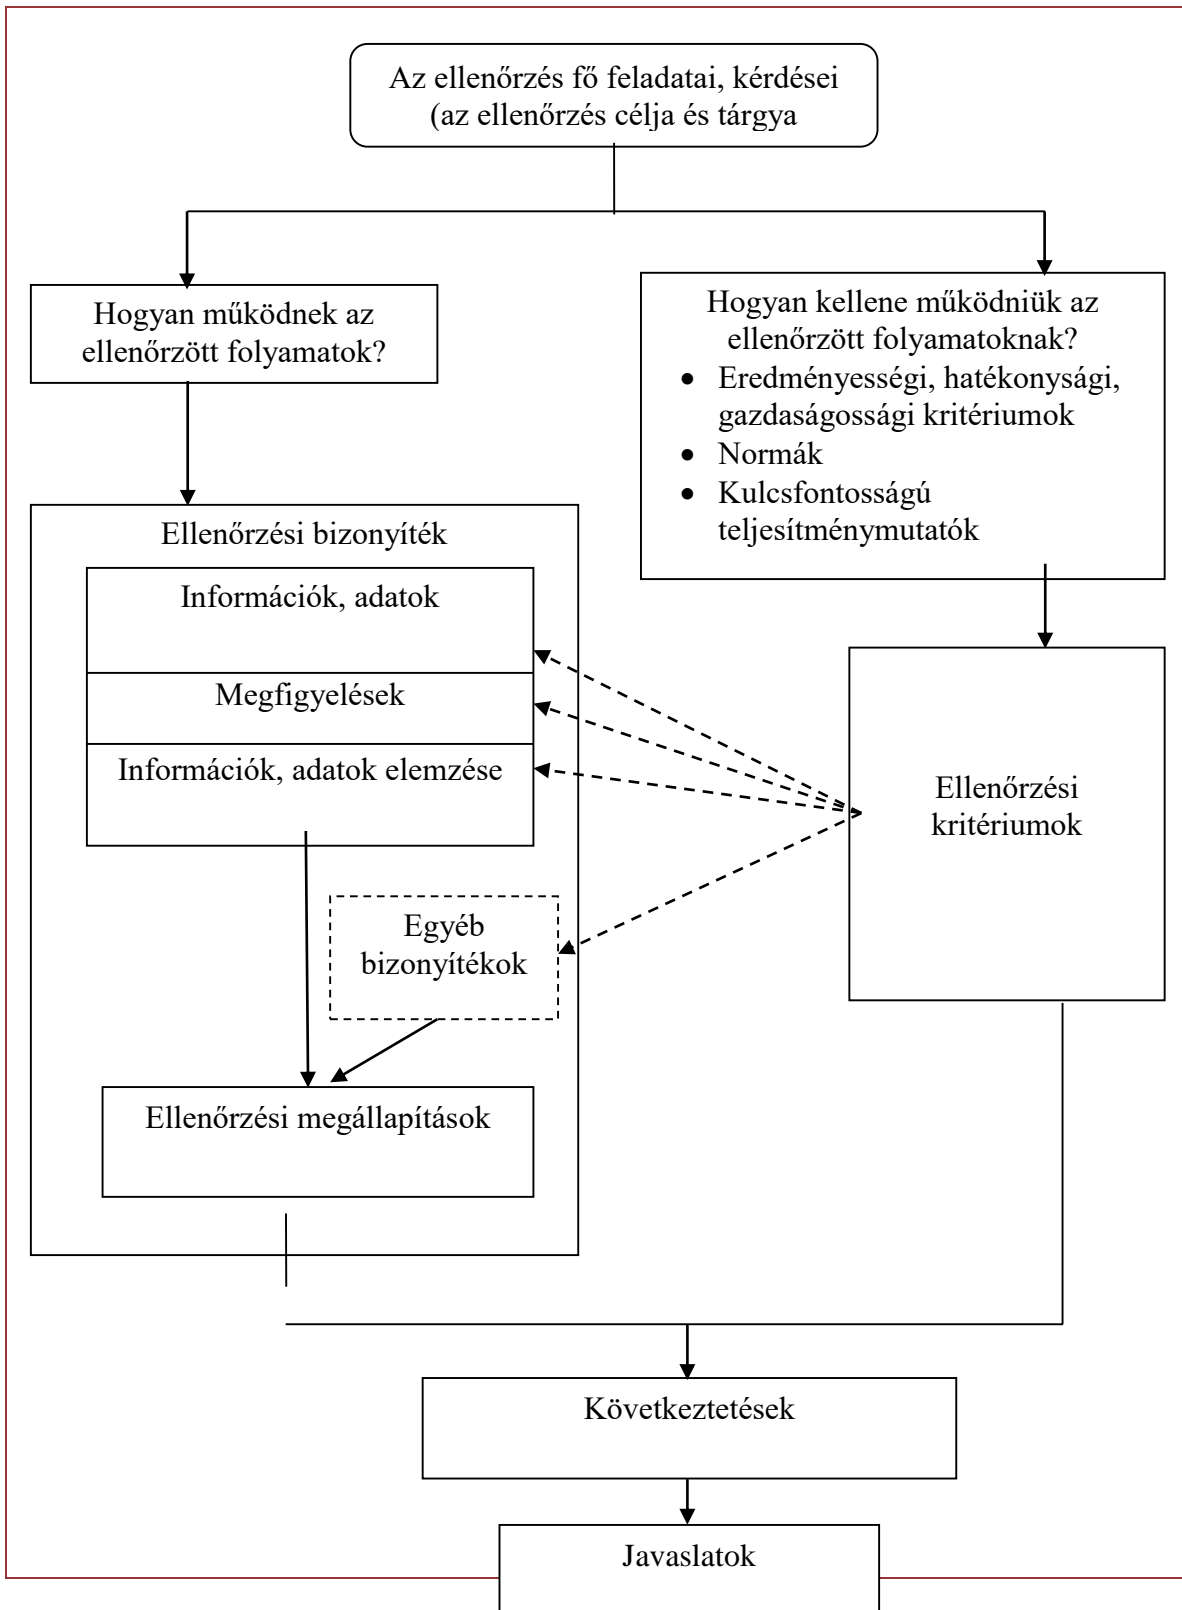 Az ellenőrzés fő feladatai, kérdései
(az ellenőrzés célja és tárgya
Hogyan működnek az
ellenőrzött folyamatok?
Hogyan kellene működniük az
ellenőrzött folyamatoknak?
• Eredményességi, hatékonysági,
gazdaságossági kritériumok
• Normák
• Kulcsfontosságú
teljesítménymutatók
Ellenőrzési bizonyíték
Információk, adatok
Megfigyelések
Információk, adatok elemzése
Ellenőrzési
kritériumok
Egyéb
bizonyítékok
Ellenőrzési megállapítások
Következtetések
Javaslatok